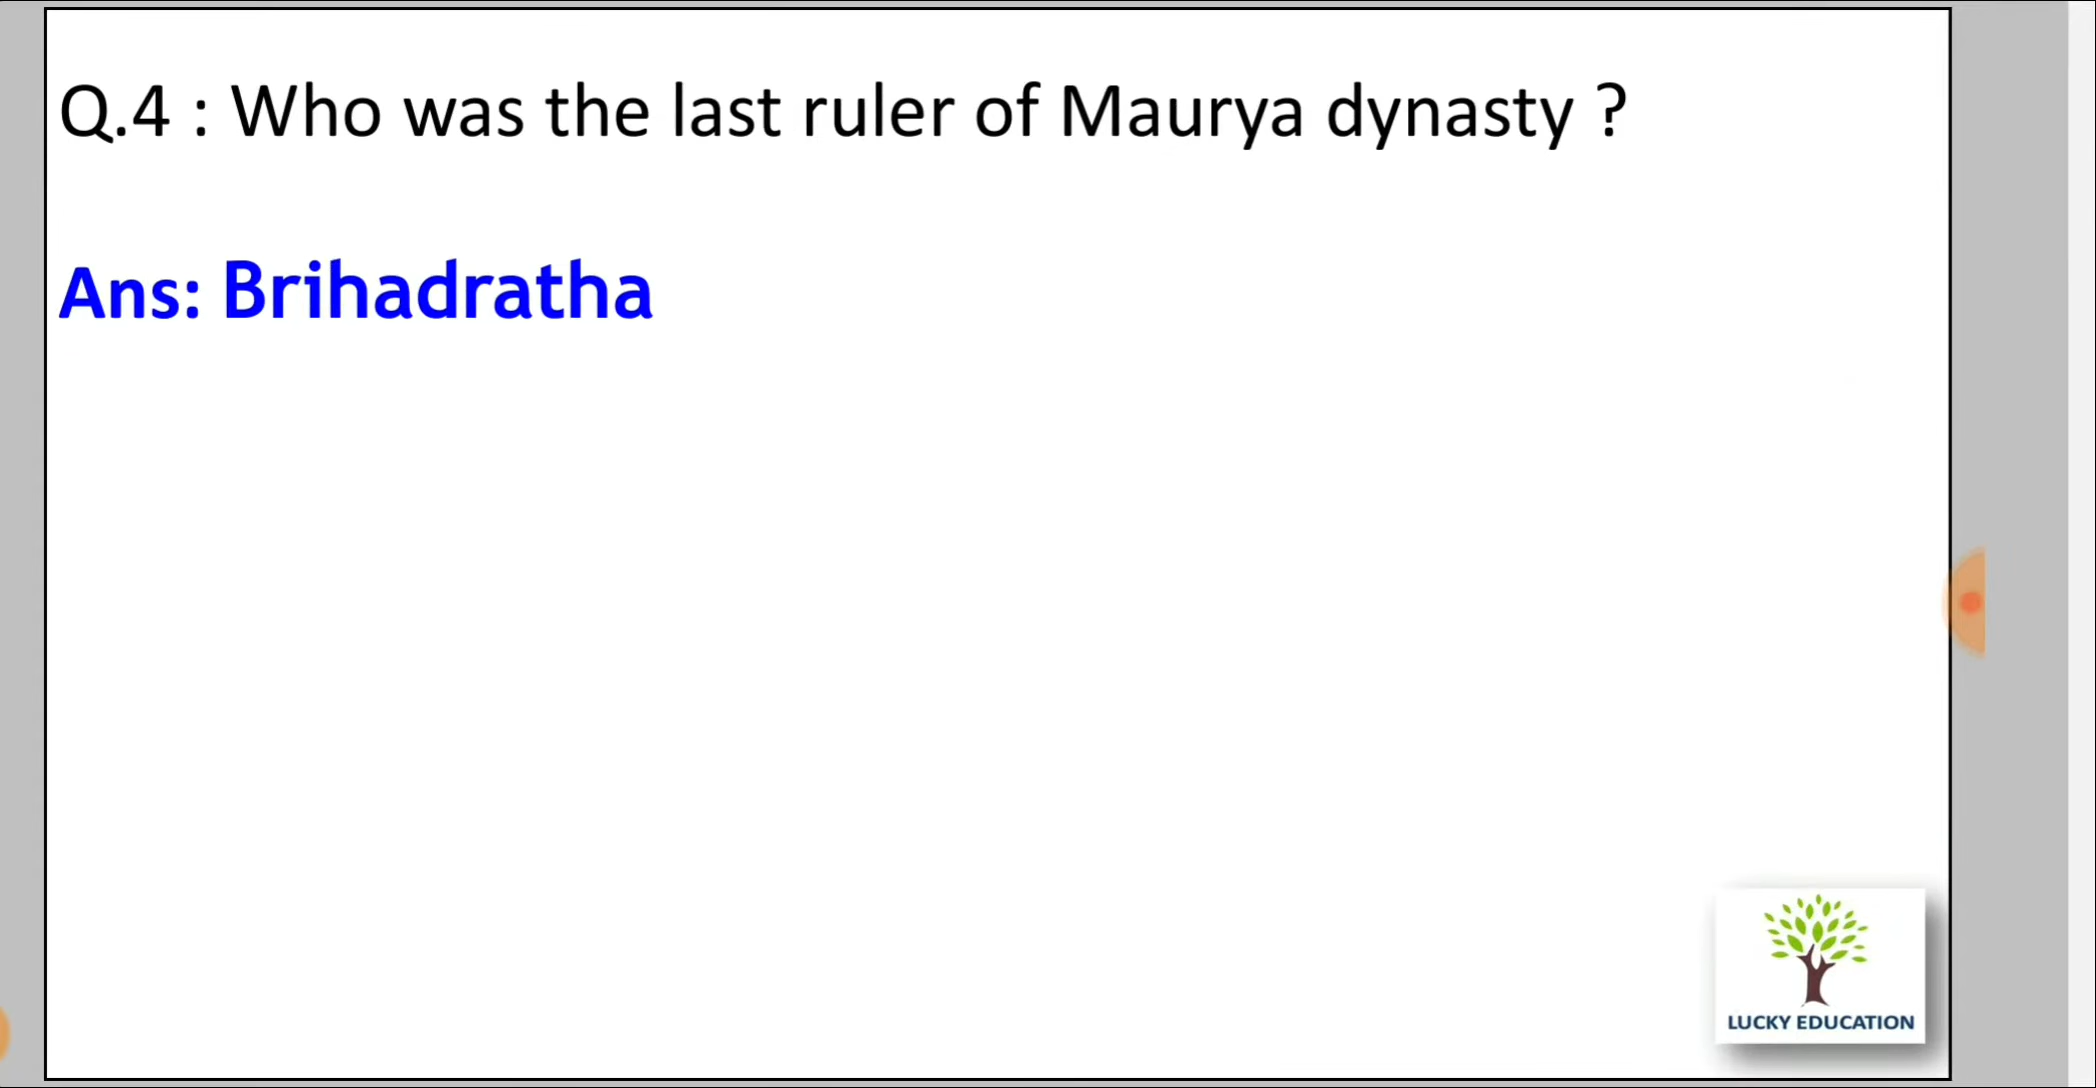 Q.4 : Who was the last ruler of Maurya dynasty ?
Ans: Brihadratha
LUCKY EDUCATION